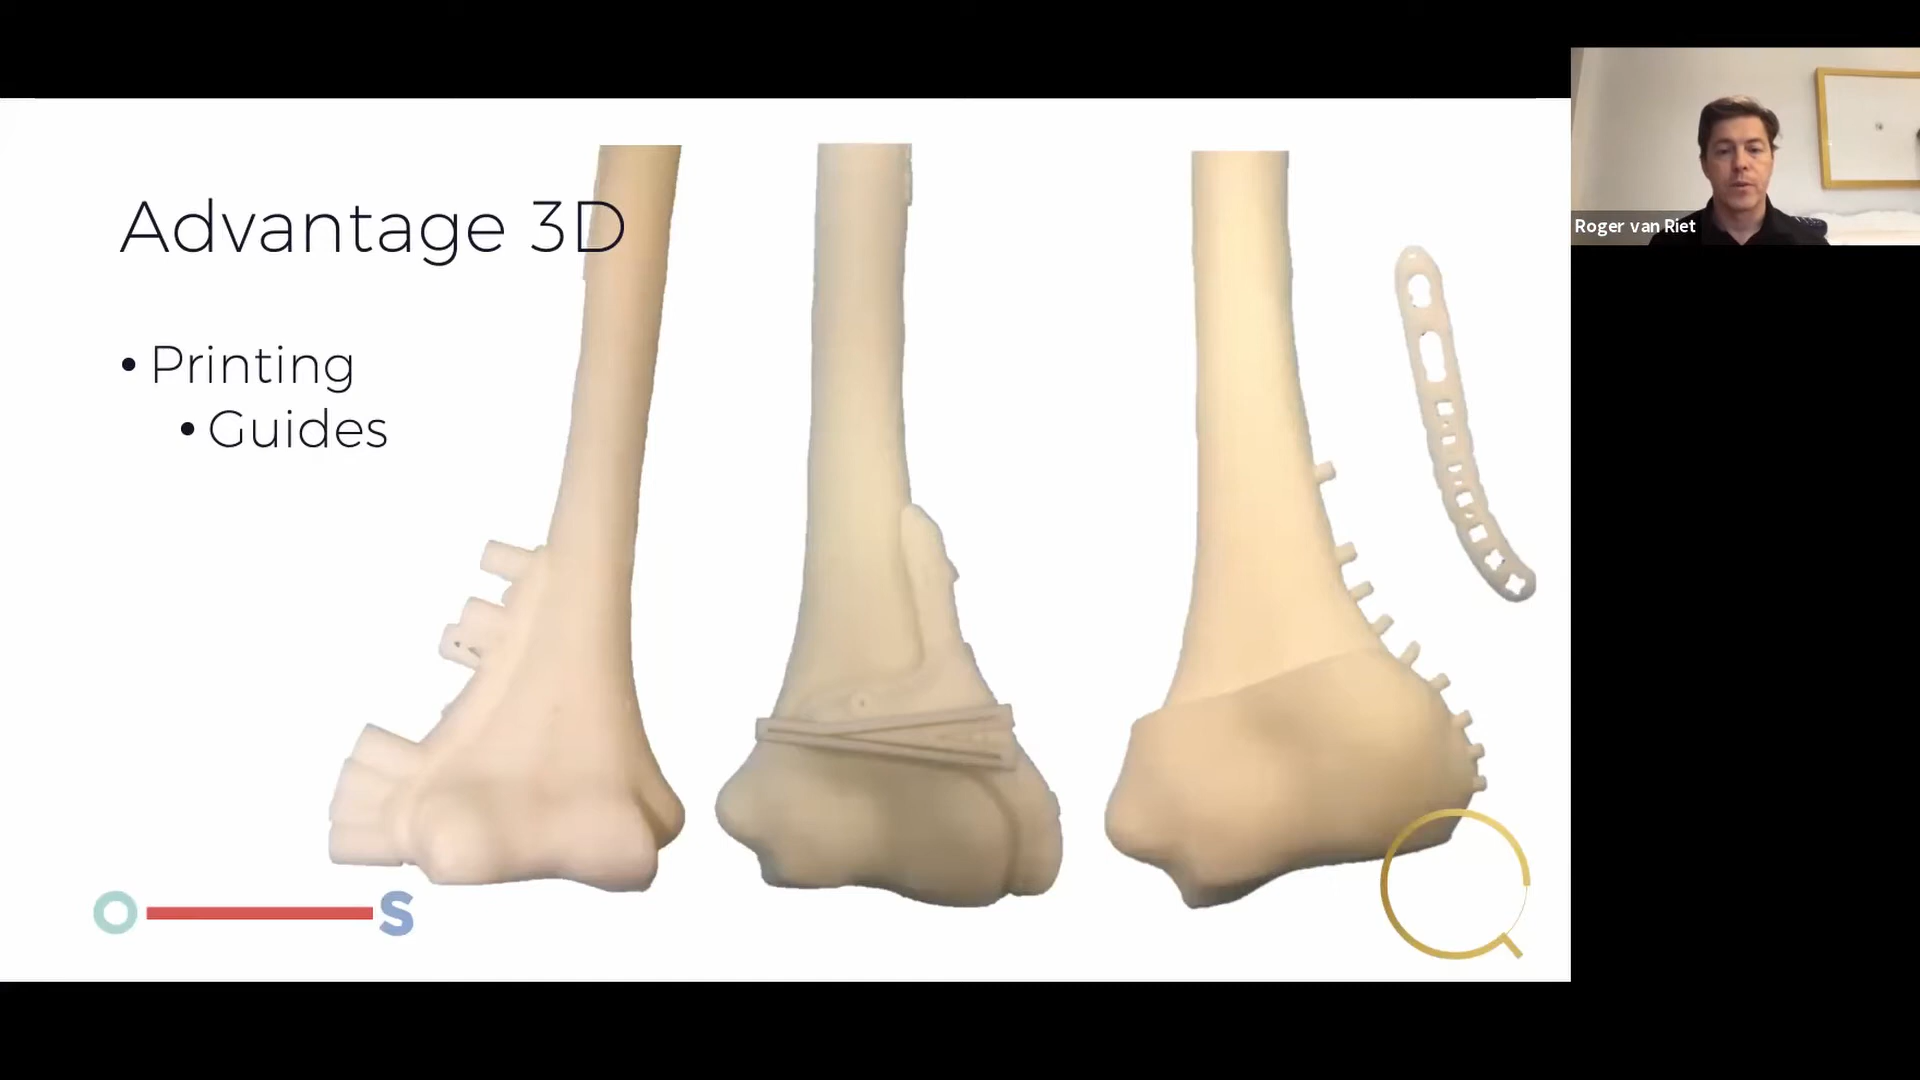 Advantage 3D
• Printing
• Guides
O S
Roger van Riet